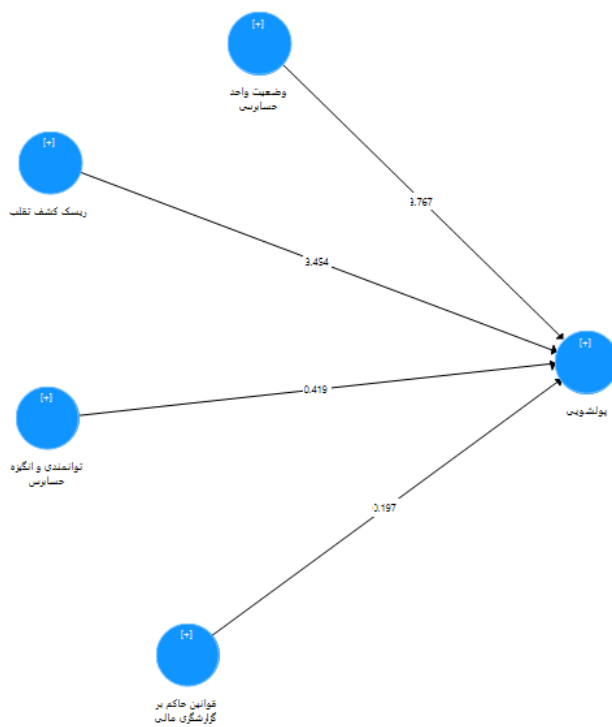 [+]
وضعیت واحد
حسابرسی
[+]
ریسک کشف تقلب
3.767
3.454
[+]
پولشویی
0.419
[+]
توانمندی و انگیزه
حسابرس
0.197
[+]
قوانین حاکم بر
گزارشگری مالی